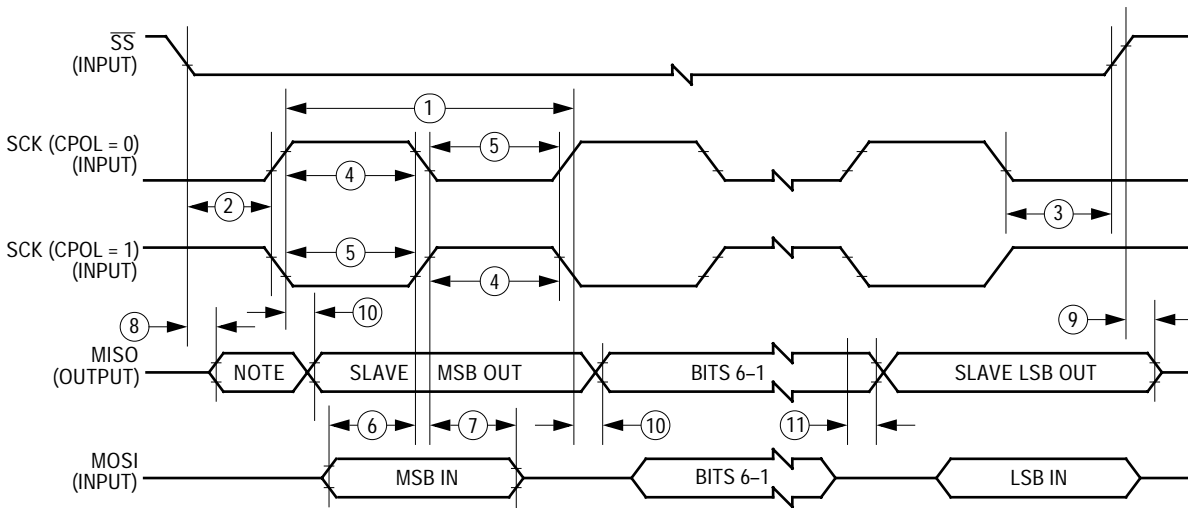 SS
(INPUT)
1
SCK (CPOL = 0)
(INPUT)
5
4
2
3
SCK (CPOL = 1)
(INPUT)
5
4
8
10
9
MISO
(OUTPUT)
NOTE
SLAVE MSB OUT
BITS 6–1
SLAVE LSB OUT
6
7
10
11
MOSI
(INPUT)
MSB IN
BITS 6–1
LSB IN